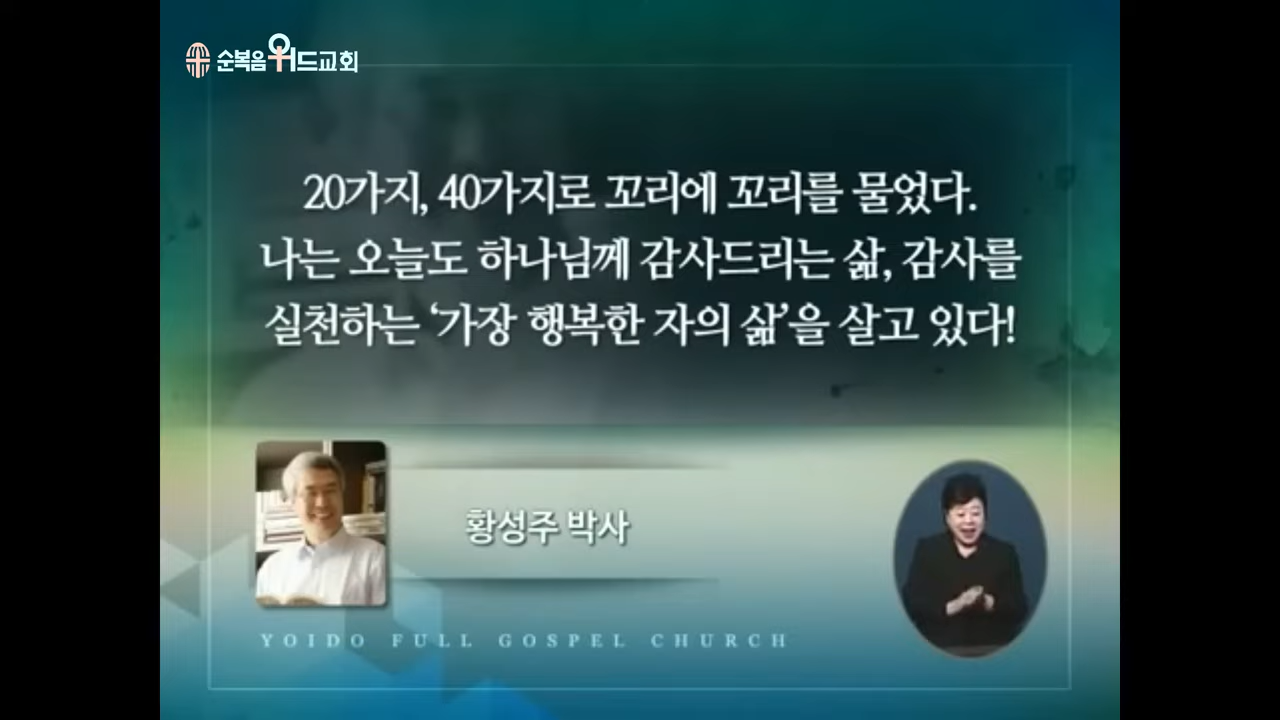 순복음위드교회
20가지, 40가지로 꼬리에 꼬리를 물었다.
나는 오늘도 하나님께 감사드리는 삶, 감사를
실천하는 ‘가장 행복한 자의 삶’을 살고 있다!
황성주 박사
YOIDO FULL GOSPEL CHURCH